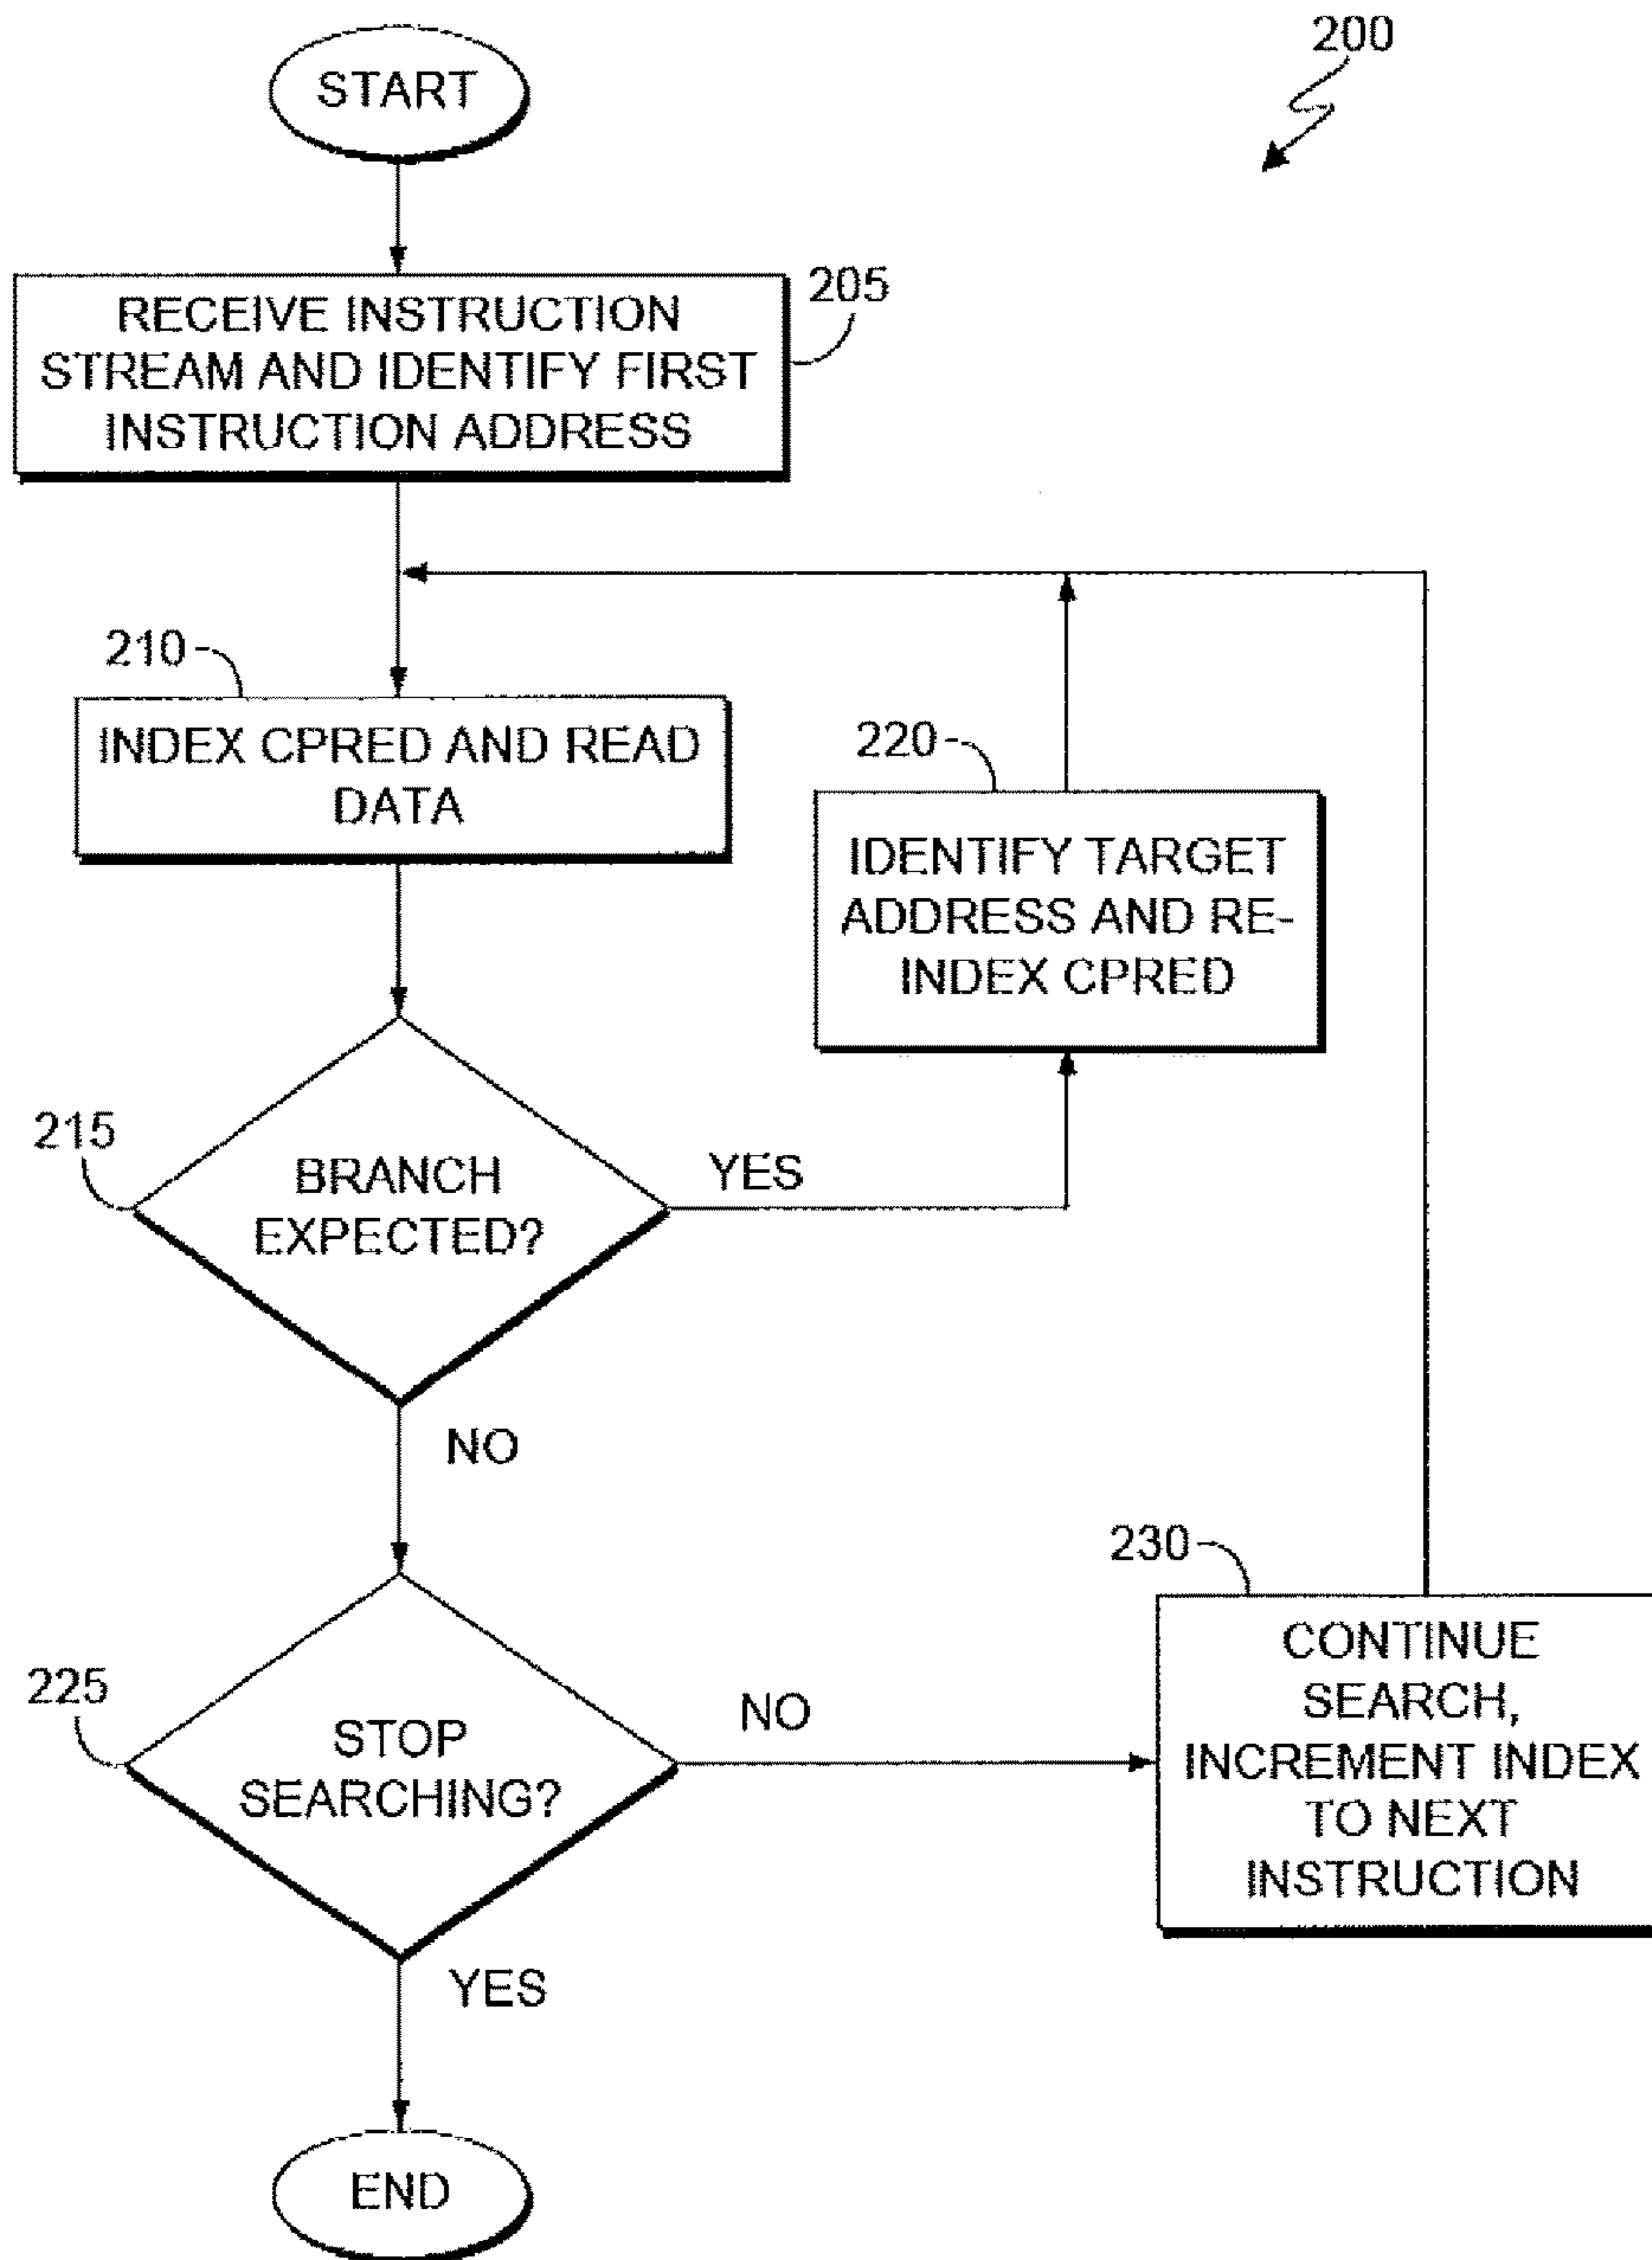 START
200
RECEIVE INSTRUCTION
STREAM AND IDENTIFY FIRST
INSTRUCTION ADDRESS
205
210
INDEX CPRED AND READ
DATA
220
IDENTIFY TARGET
ADDRESS AND RE-
INDEX CPRED
215
BRANCH
EXPECTED?
YES
NO
225
STOP
SEARCHING?
NO
230
CONTINUE
SEARCH,
INCREMENT INDEX
TO NEXT
INSTRUCTION
YES
END